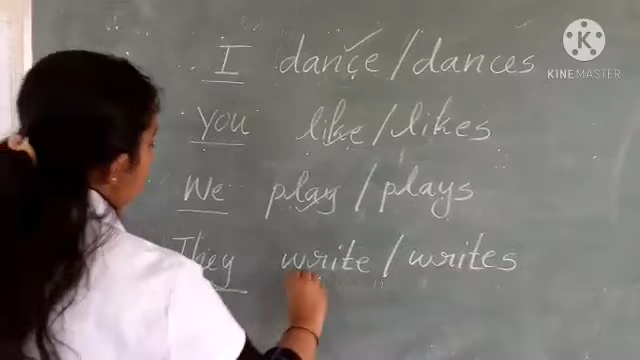 I dance/dances
You like/likes
We play/plays
They write/writes
KINEMASTER